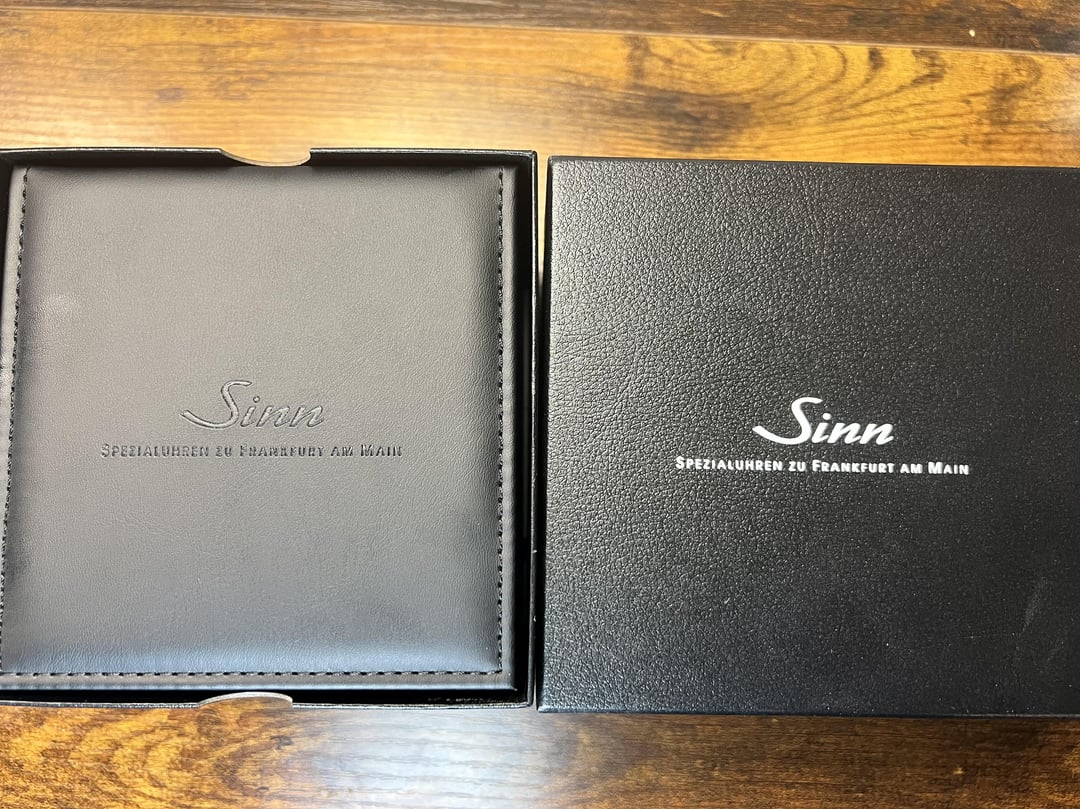 Sinn
SPEZIALUHREN ZU FRANKFURT AM MAIN
Sinn
SPEZIALUHREN ZU FRANKFURT AM MAIN